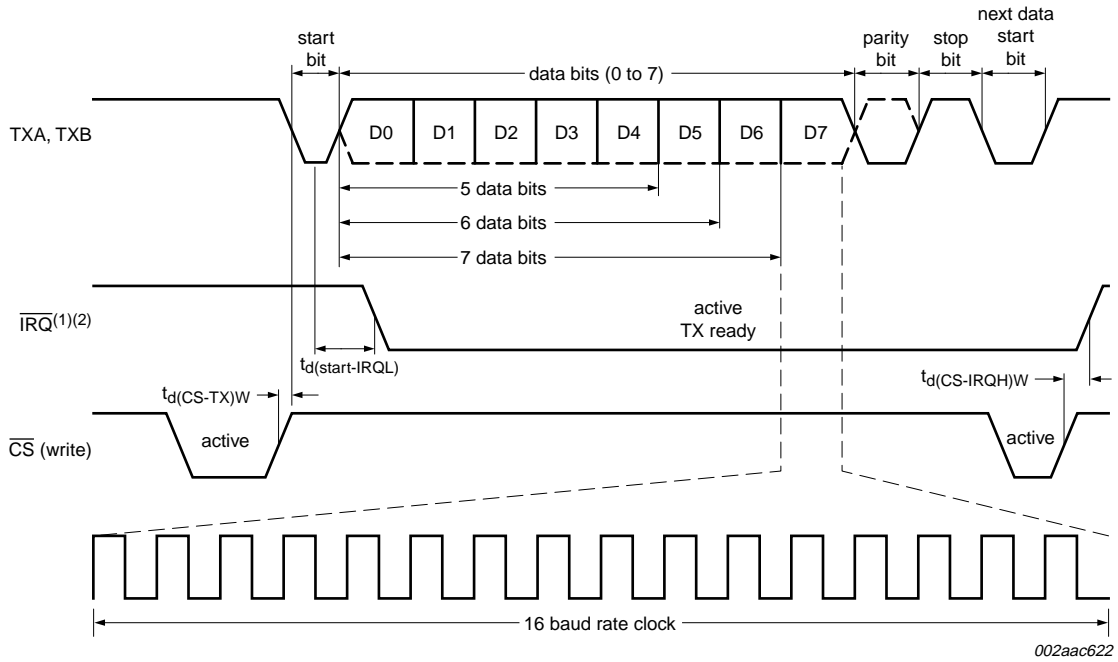 next data
start
bit
start
bit
parity
bit
stop
bit
data bits (0 to 7)
TXA, TXB
D0 D1 D2 D3 D4 D5 D6 D7
5 data bits
6 data bits
7 data bits
IRQ(1)(2)
active
TX ready
td(start-IRQL)
td(CS-TX)W
td(CS-IRQH)W
CS (write)
active
active
16 baud rate clock
002aac622